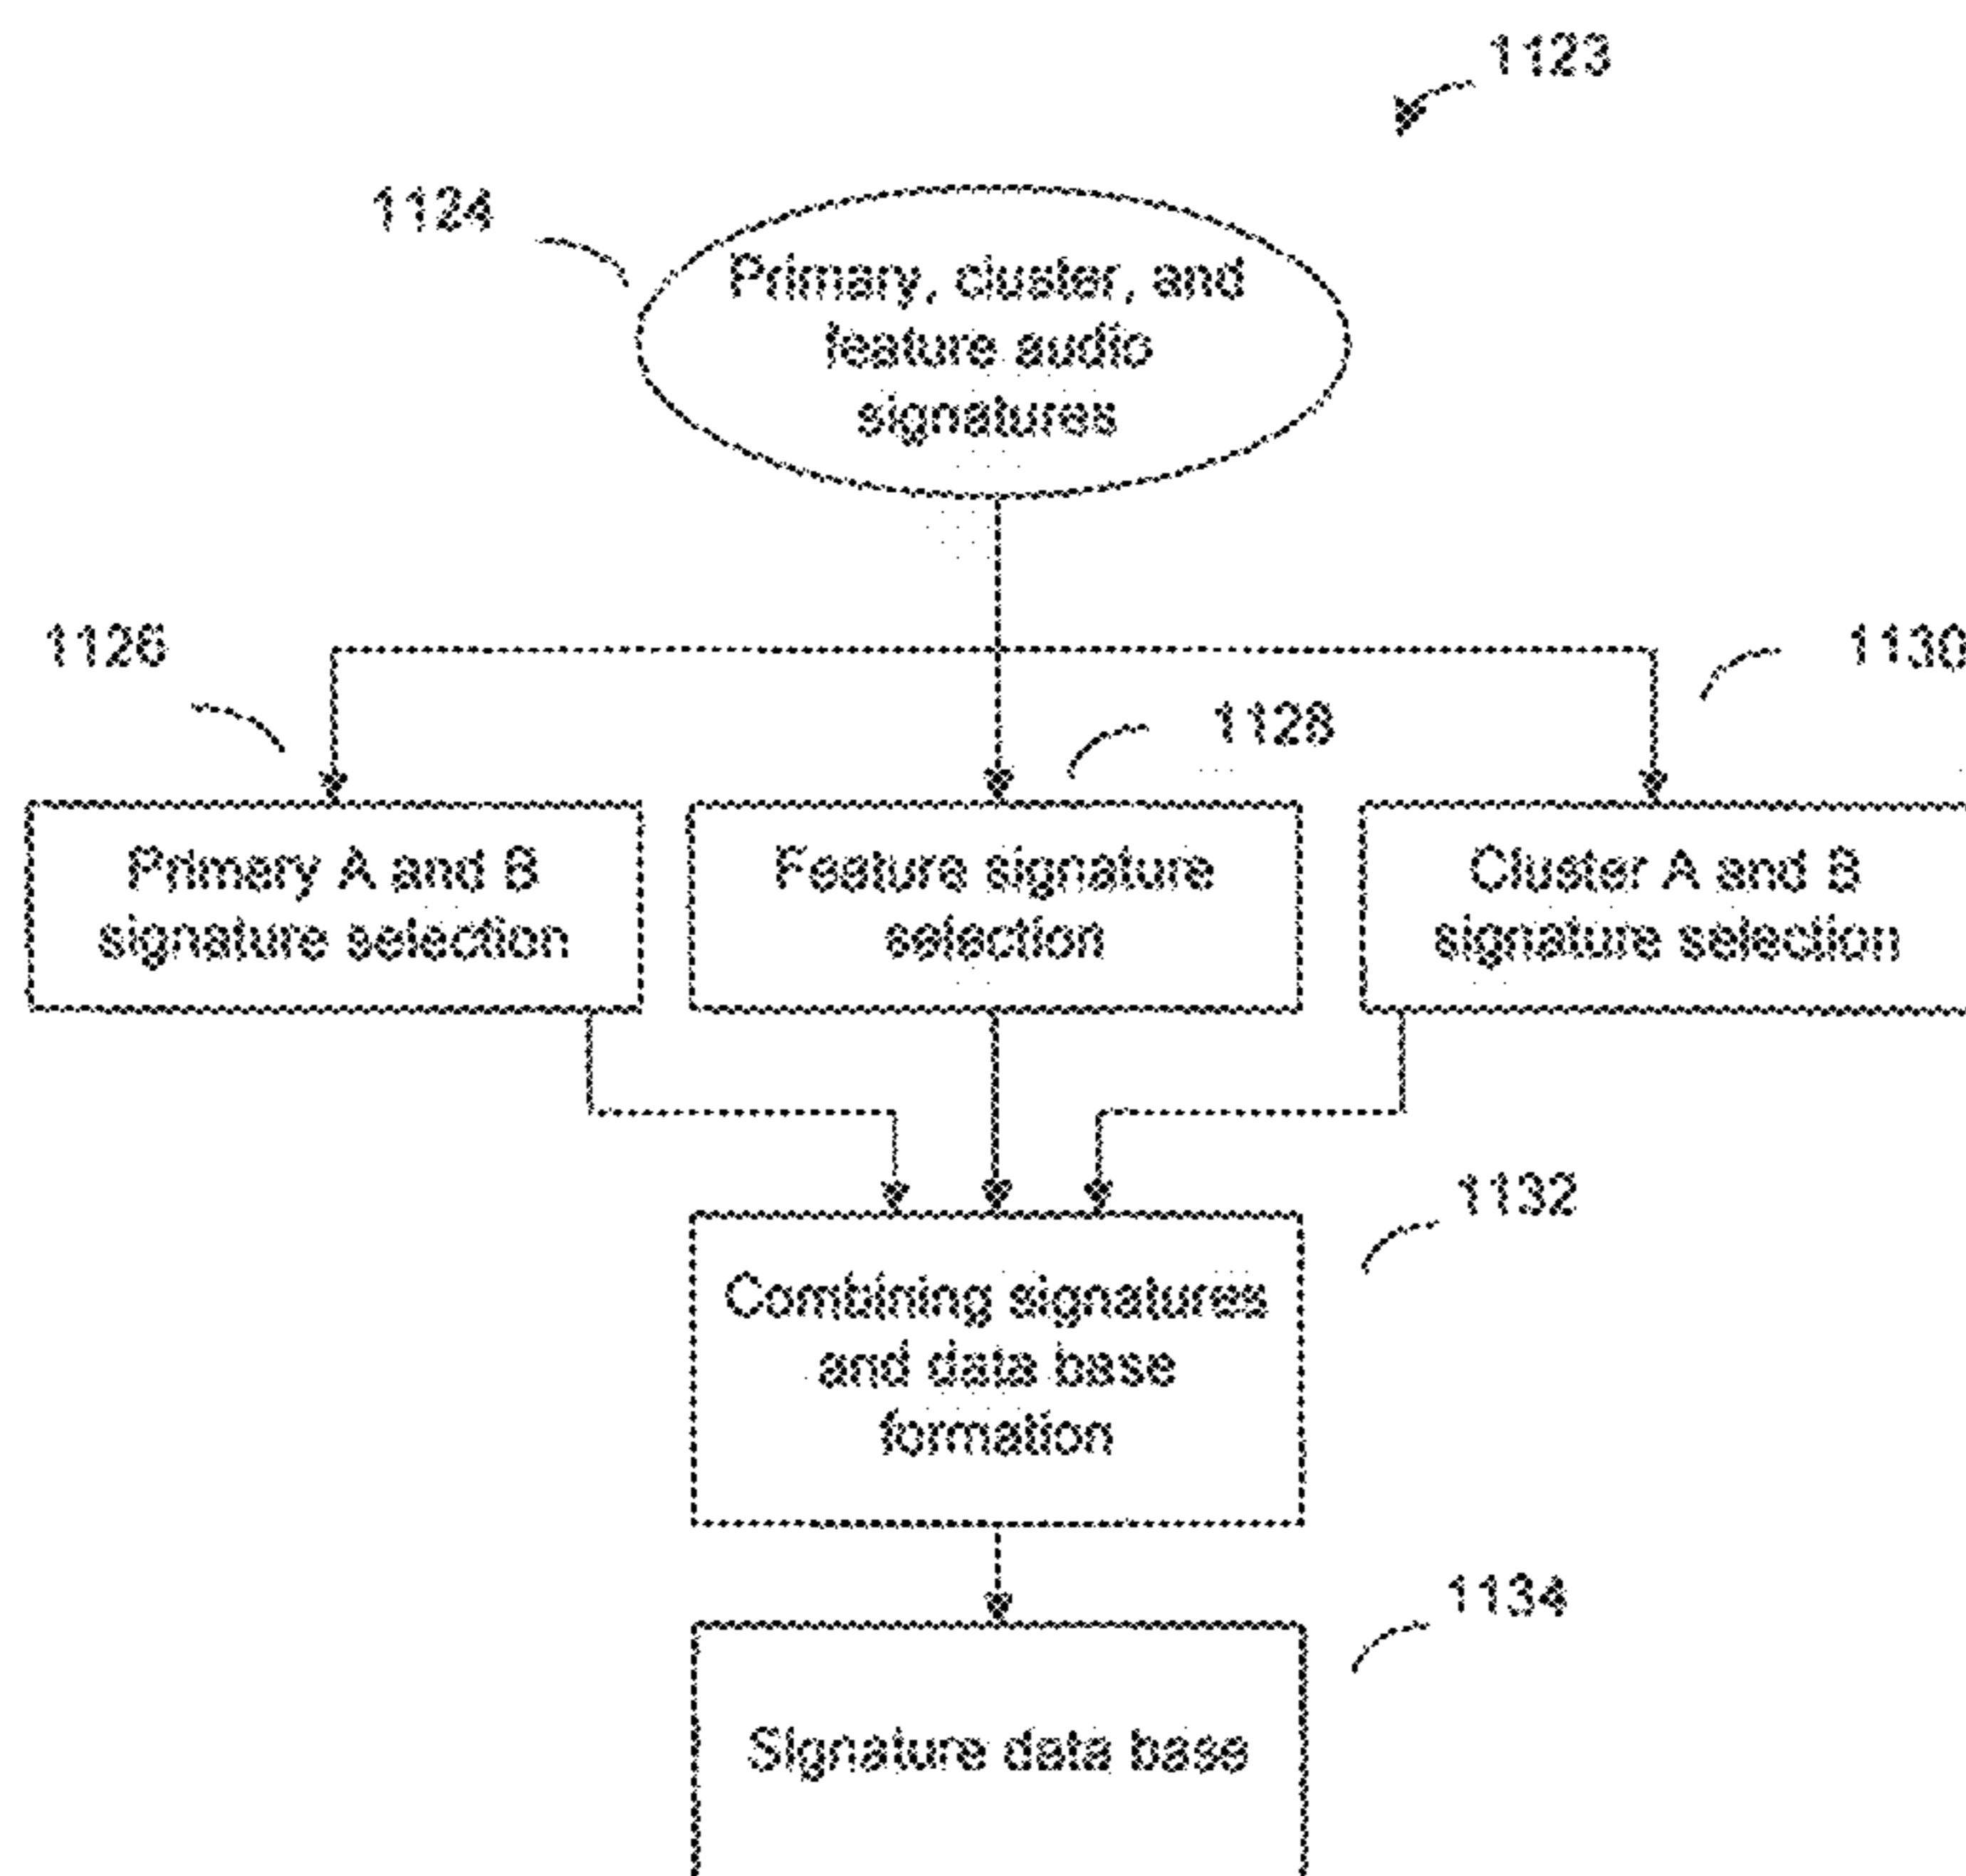 1123
1124
Primary, cluster, and
feature audio
signatures
1126
1128
1130
Primary A and B
signature selection
Feature signature
selection
Cluster A and B
signature selection
1132
Combining signatures
and data base
formation
1134
Signature data base